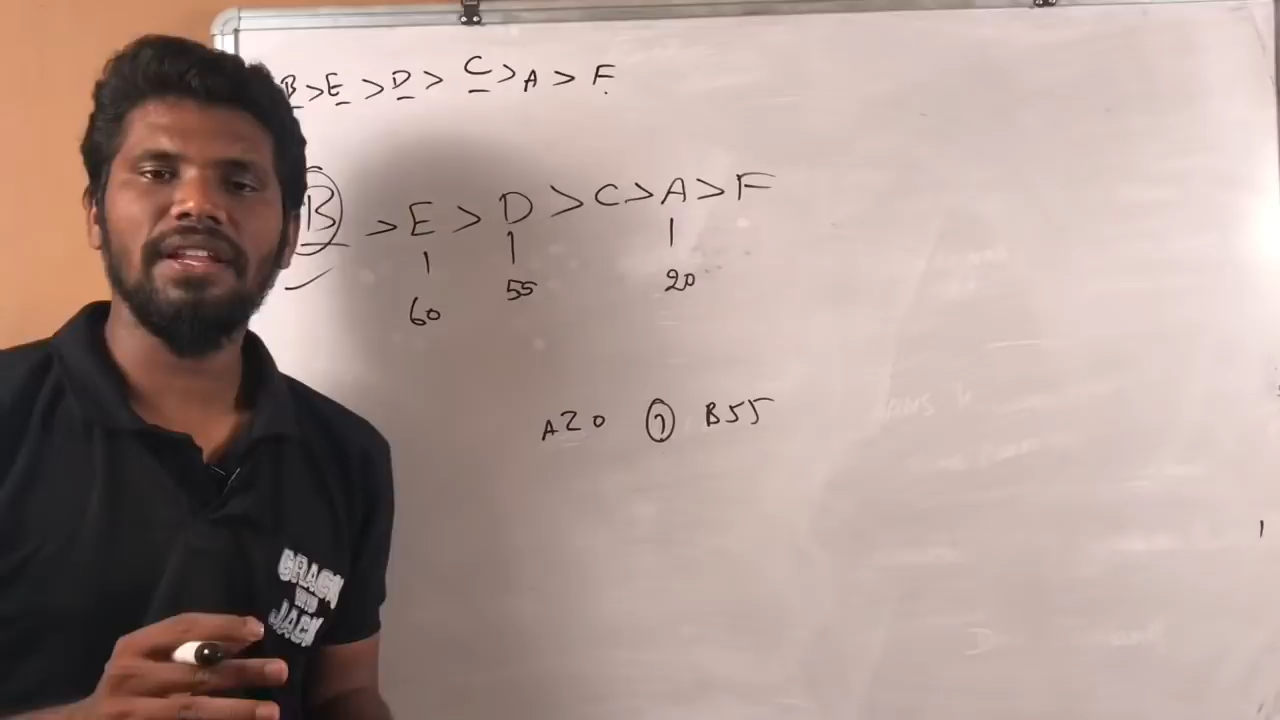 B > E > D > C > A > F
B > E > D > C > A > F
60 55 20
A20 ? B55
CRACK
WITH
JACK